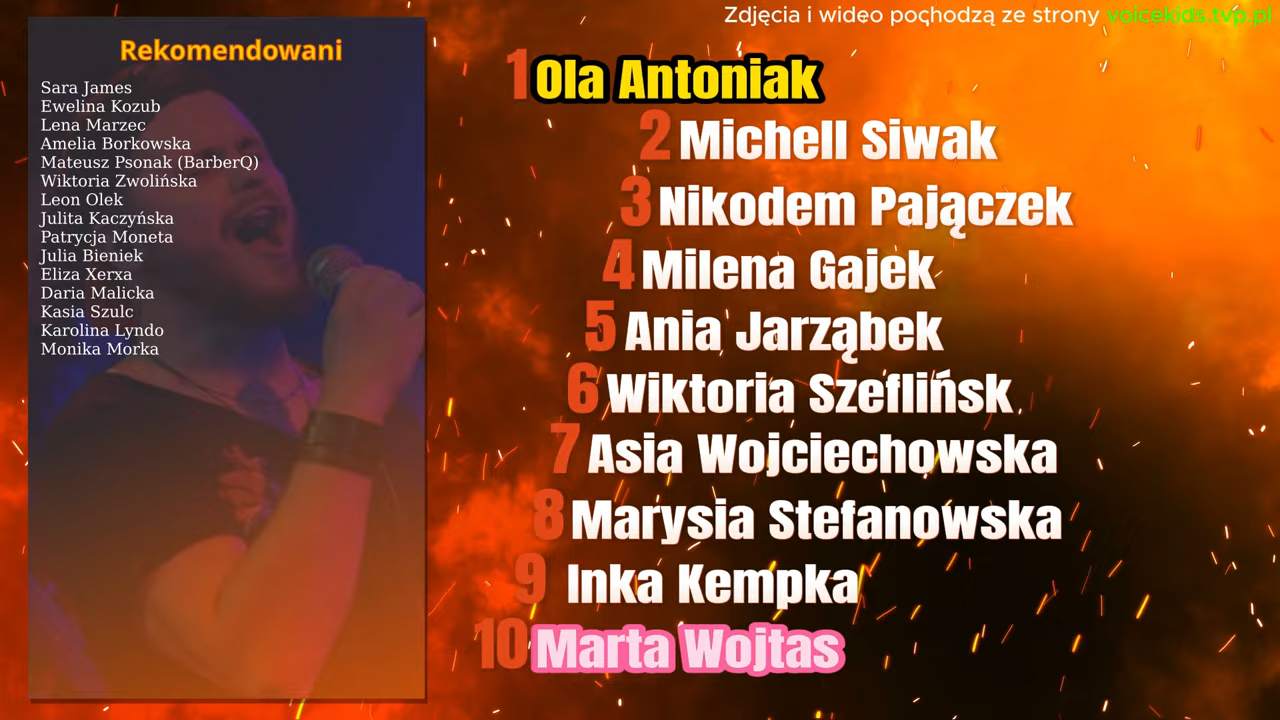 Zdjęcia i wideo pochodzą ze strony voicekids.tvp.pl
Rekomendowani
Sara James
Ewelina Kozub
Lena Marzec
Amelia Borkowska
Mateusz Psonak (BarberQ)
Wiktoria Zwolińska
Leon Olek
Julita Kaczyńska
Patrycja Moneta
Julia Bieniek
Eliza Xerxa
Daria Malicka
Kasia Szulc
Karolina Lyndo
Monika Morka
1 Ola Antoniak
2 Michell Siwak
3 Nikodem Pajączek
4 Milena Gajek
5 Ania Jarząbek
6 Wiktoria Szeflińsk
7 Asia Wojciechowska
8 Marysia Stefanowska
9 Inka Kempka
10 Marta Wojtas